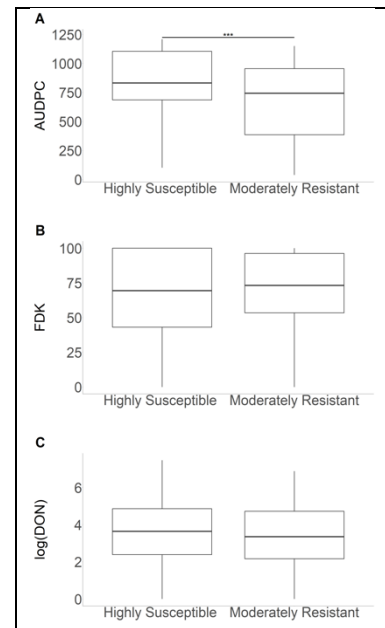 A
1250
1000
750
500
250
0
AUDPC
***
Highly Susceptible Moderately Resistant
B
100
75
50
25
0
FDK
Highly Susceptible Moderately Resistant
C
6
4
2
0
log(DON)
Highly Susceptible Moderately Resistant